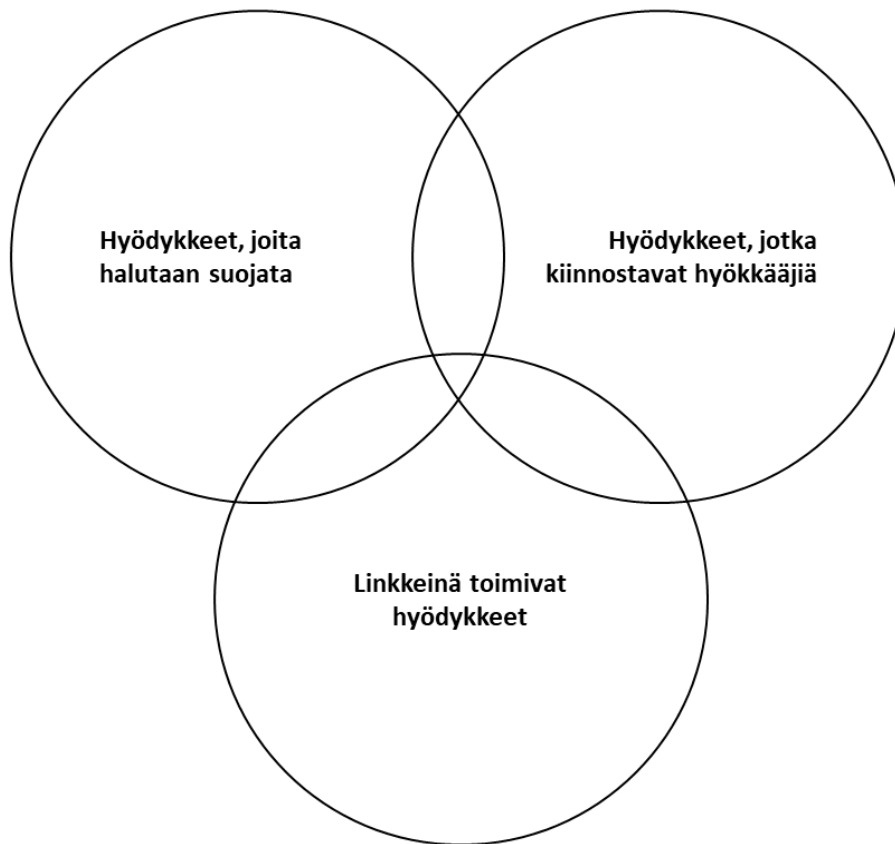 Hyödykkeet, joita
halutaan suojata
Hyödykkeet, jotka
kiinnostavat hyökkääjiä
Linkkeinä toimivat
hyödykkeet